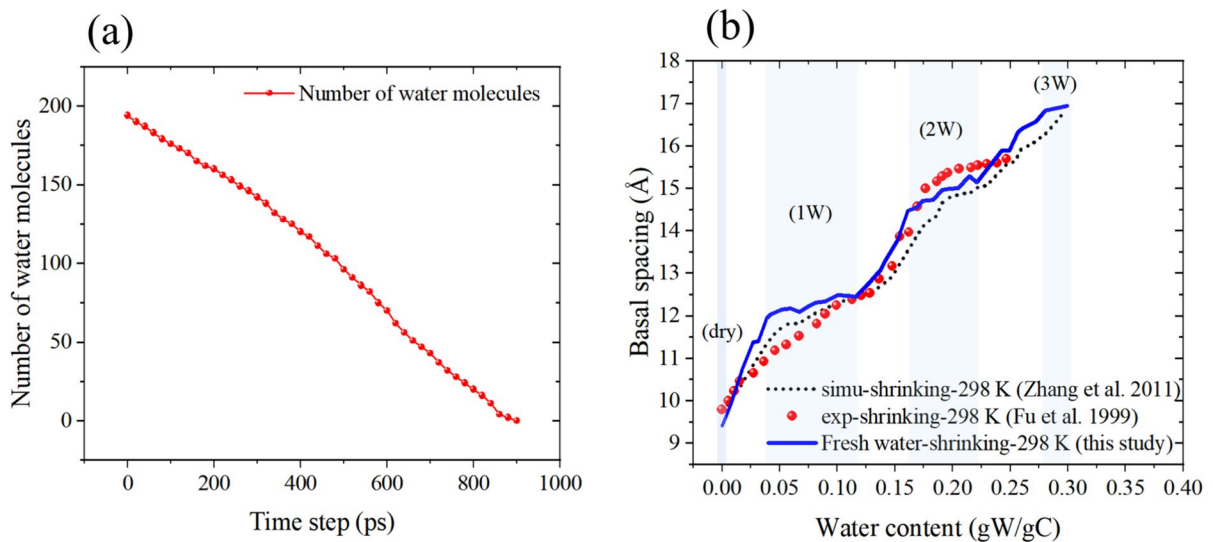 (a)
Number of water molecules
200
150
100
50
0
Number of water molecules
0 200 400 600 800 1000
Time step (ps)
(b)
Basal spacing (Å)
18
17
16
15
14
13
12
11
10
9
(dry)
(1W)
(2W)
(3W)
simu-shrinking-298 K (Zhang et al. 2011)
exp-shrinking-298 K (Fu et al. 1999)
Fresh water-shrinking-298 K (this study)
0.00 0.05 0.10 0.15 0.20 0.25 0.30 0.35 0.40
Water content (gW/gC)